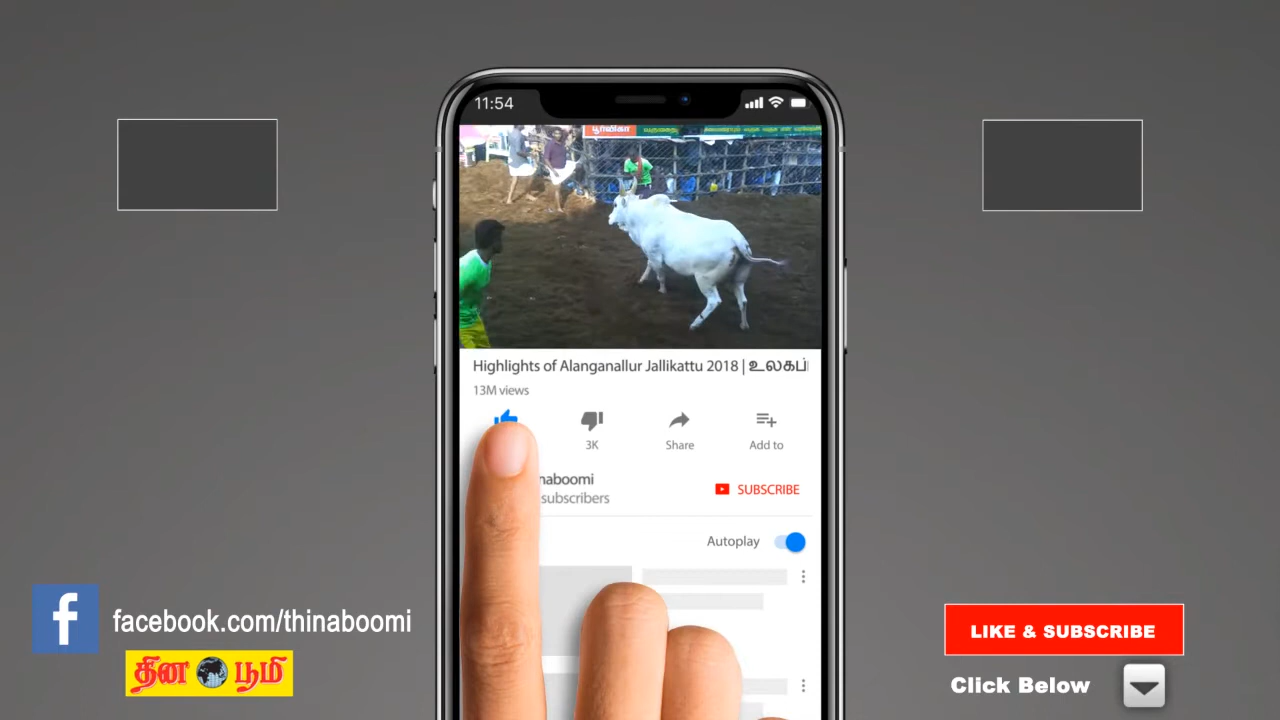 11:54
பூர்விகா
Highlights of Alanganallur Jallikattu 2018 | உலகப்
13M views
3K
Share
Add to
naboomi
subscribers
SUBSCRIBE
Autoplay
facebook.com/thinaboomi
தின பூமி
LIKE & SUBSCRIBE
Click Below